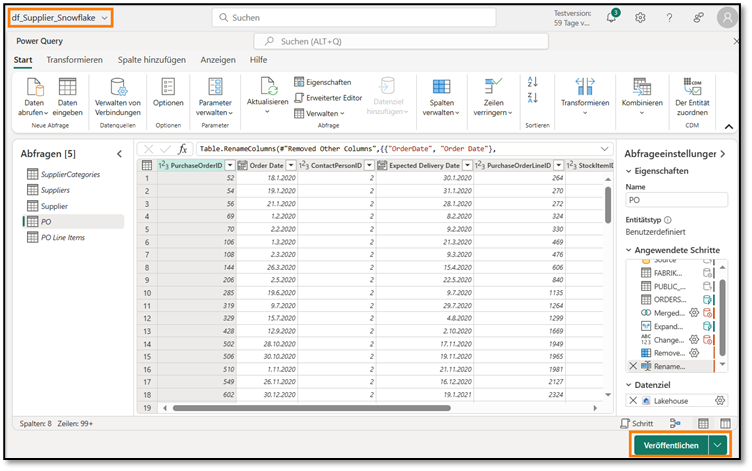 df_Supplier_Snowflake
Suchen
Testversion:
59 Tage v...
3
Power Query
Suchen (ALT+Q)
Start Transformieren Spalte hinzufügen Anzeigen Hilfe
Daten abrufen
Daten eingeben
Neue Abfrage
Verwalten von Verbindungen
Datenquellen
Optionen
Optionen
Parameter verwalten
Parameter
Aktualisieren
Eigenschaften
Erweiterter Editor
Verwalten
Datenziel hinzufügen
Abfrage
Spalten verwalten
Zeilen verringern
Sortieren
Transformieren
Kombinieren
Der Entität zuordnen
CDM
CDM
Abfragen [5]
SupplierCategories
Suppliers
Supplier
PO
PO Line Items
fx Table.RenameColumns(#"Removed Other Columns",{{"OrderDate", "Order Date"},
PurchaseOrderID Order Date ContactPersonID Expected Delivery Date PurchaseOrderLineID StockItemID
1 52 18.1.2020 2 30.1.2020 264
2 54 19.1.2020 2 31.1.2020 270
3 56 21.1.2020 2 28.1.2020 272
4 69 1.2.2020 2 8.2.2020 324
5 70 2.2.2020 2 9.2.2020 330
6 106 1.3.2020 2 21.3.2020 469
7 108 2.3.2020 2 9.3.2020 476
8 144 26.3.2020 2 15.4.2020 606
9 206 2.5.2020 2 22.5.2020 840
10 285 19.6.2020 2 9.7.2020 1135
11 319 9.7.2020 2 29.7.2020 1264
12 329 15.7.2020 2 4.8.2020 1299
13 428 12.9.2020 2 2.10.2020 1669
14 502 28.10.2020 2 17.11.2020 1949
15 506 30.10.2020 2 19.11.2020 1965
16 510 1.11.2020 2 21.11.2020 1981
17 549 26.11.2020 2 16.12.2020 2127
18 602 30.12.2020 2 19.1.2021 2324
19
Abfrageeinstellungen
Eigenschaften
Name
PO
Entitätstyp
Benutzerdefiniert
Angewendete Schritte
Source
FABRIK...
PUBLIC_...
ORDERS...
Merged...
Expand...
Change...
Remove...
Rename...
Datenziel
Lakehouse
Spalten: 8 Zeilen: 99+
Schritt
Veröffentlichen